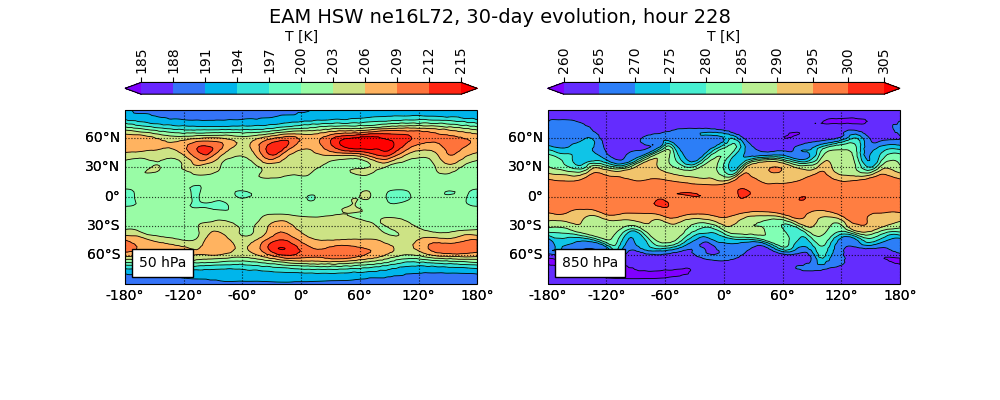 EAM HSW ne16L72, 30-day evolution, hour 228
T [K]
T [K]
185 188 191 194 197 200 203 206 209 212 215
260 265 270 275 280 285 290 295 300 305
60°N
30°N
0°
30°S
60°S
50 hPa
-180° -120° -60° 0° 60° 120° 180°
60°N
30°N
0°
30°S
60°S
850 hPa
-180° -120° -60° 0° 60° 120° 180°